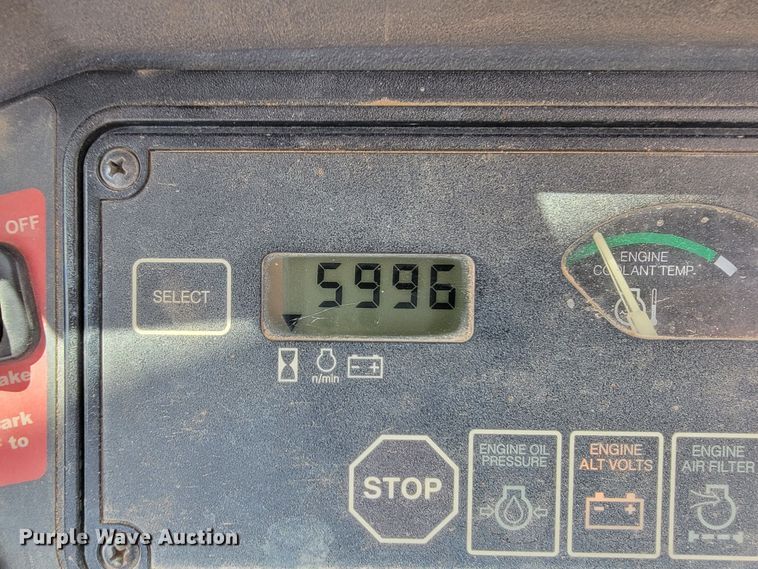 OFF
SELECT
5996
n/min
ENGINE
COOLANT TEMP.
ake
ark
to
STOP
ENGINE OIL
PRESSURE
ENGINE
ALT VOLTS
ENGINE
AIR FILTER
Purple Wave Auction